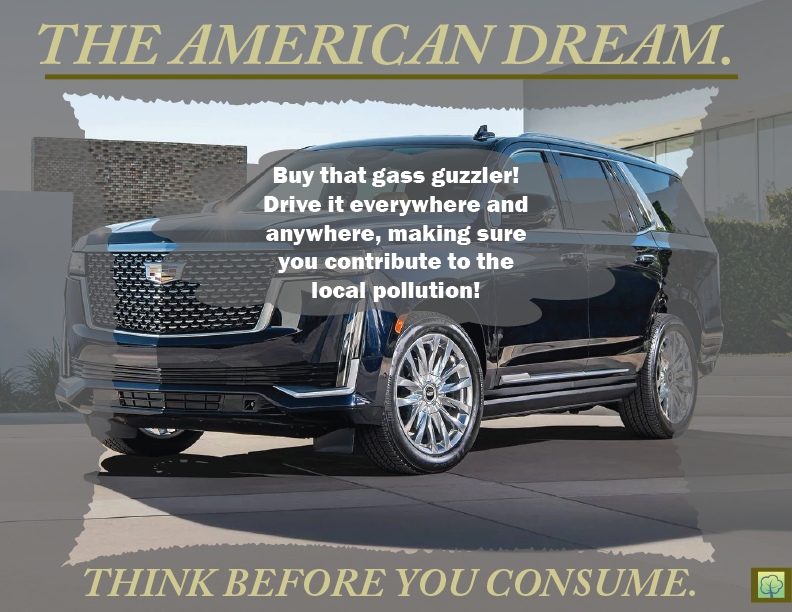 THE AMERICAN DREAM.
Buy that gass guzzler!
Drive it everywhere and
anywhere, making sure
you contribute to the
local pollution!
THINK BEFORE YOU CONSUME.